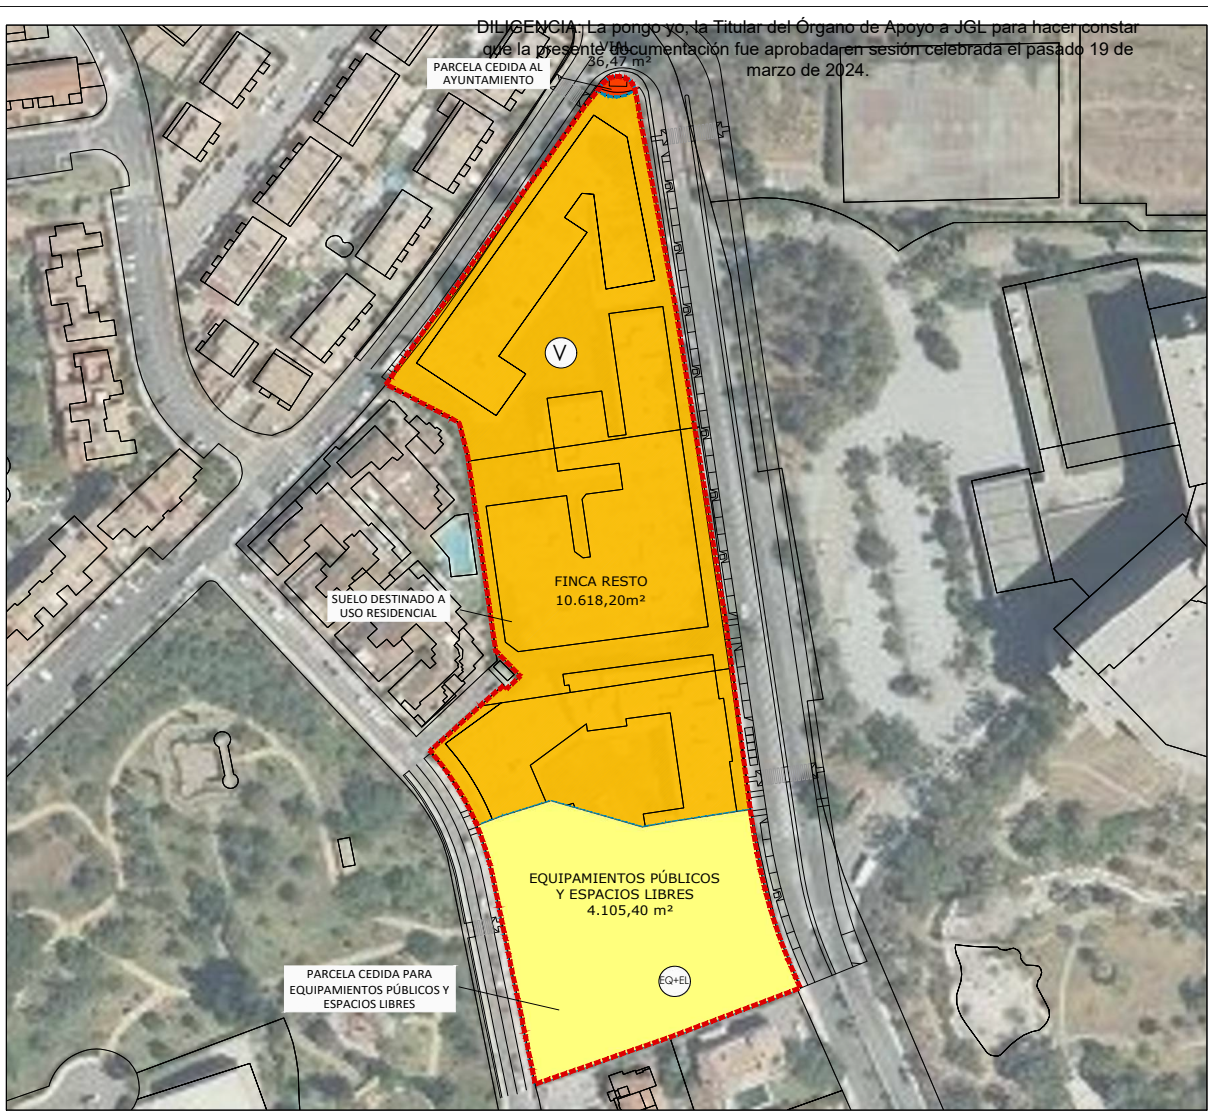 DILIGENCIA: La pongo yo, la Titular del Órgano de Apoyo a JGL para hacer constar
que la presente documentación fue aprobada en sesión celebrada el pasado 19 de
marzo de 2024.
VIAL
36,47 m²
PARCELA CEDIDA AL
AYUNTAMIENTO
V
FINCA RESTO
10.618,20m²
SUELO DESTINADO A
USO RESIDENCIAL
EQUIPAMIENTOS PÚBLICOS
Y ESPACIOS LIBRES
4.105,40 m²
PARCELA CEDIDA PARA
EQUIPAMIENTOS PÚBLICOS Y
ESPACIOS LIBRES
EQ+EL